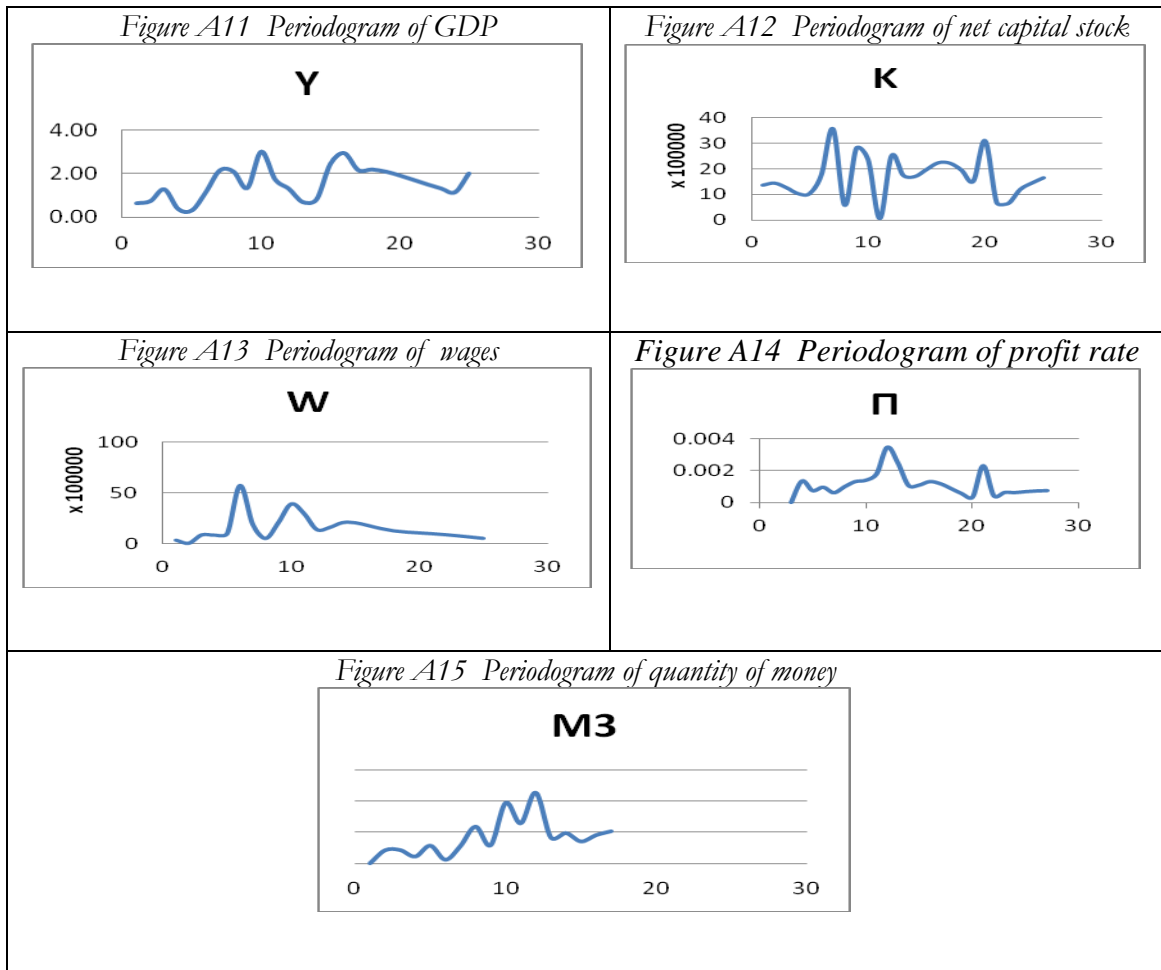 Figure A11 Periodogram of GDP
Y
4.00
2.00
0.00
0 10 20 30
Figure A12 Periodogram of net capital stock
K
x 100000
40
30
20
10
0
0 10 20 30
Figure A13 Periodogram of wages
W
x 100000
100
50
0
0 10 20 30
Figure A14 Periodogram of profit rate
Π
0.004
0.002
0
0 10 20 30
Figure A15 Periodogram of quantity of money
M3
0 10 20 30